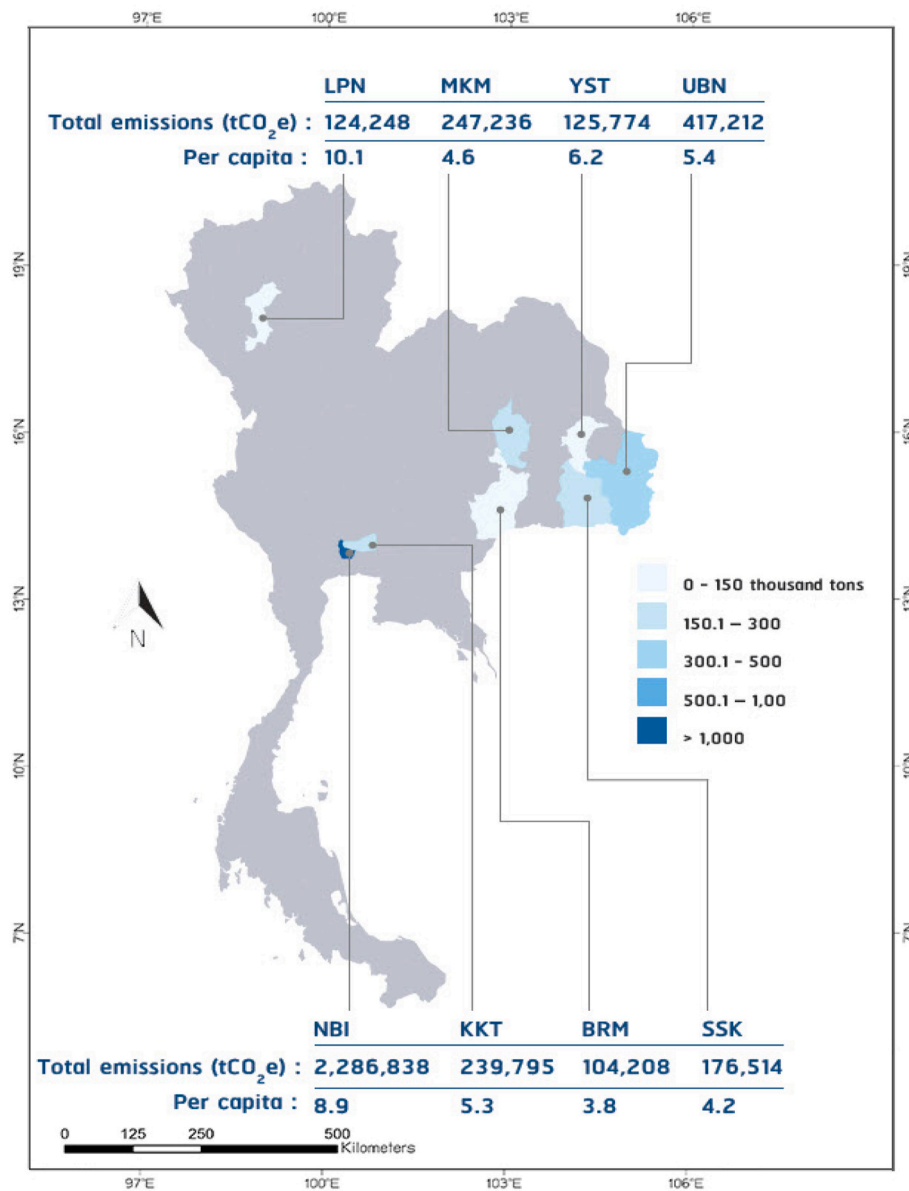 97°E 100°E 103°E 106°E
LPN MKM YST UBN
Total emissions (tCO₂e) : 124,248 247,236 125,774 417,212
Per capita : 10.1 4.6 6.2 5.4
19°N 19°N
16°N 16°N
0 - 150 thousand tons
13°N 13°N
150.1 – 300
N
300.1 - 500
500.1 – 1,00
> 1,000
10°N 10°N
7°N 7°N
NBI KKT BRM SSK
Total emissions (tCO₂e) : 2,286,838 239,795 104,208 176,514
Per capita : 8.9 5.3 3.8 4.2
0 125 250 500
Kilometers
97°E 100°E 103°E 106°E